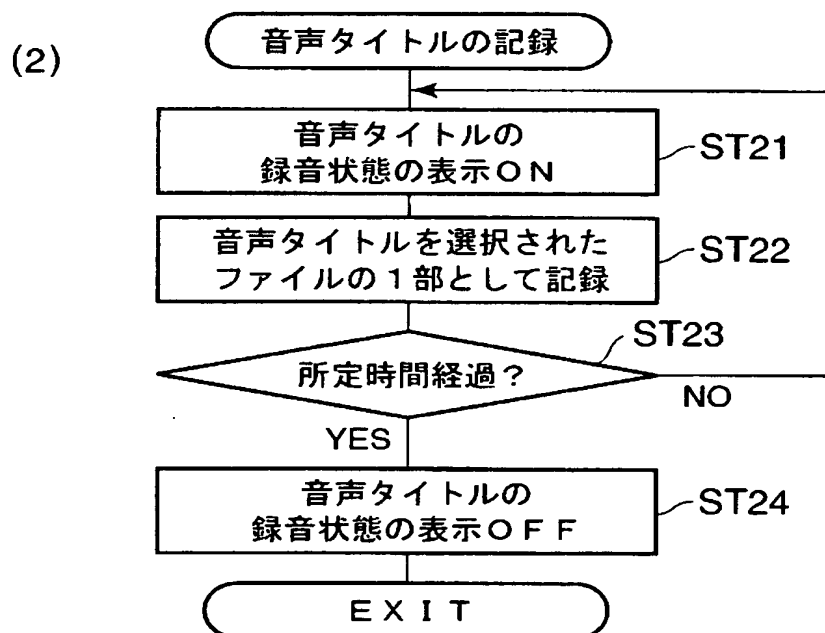 (2)
音声タイトルの記録
音声タイトルの
録音状態の表示ON
ST21
音声タイトルを選択された
ファイルの1部として記録
ST22
所定時間経過?
ST23
NO
YES
音声タイトルの
録音状態の表示OFF
ST24
EXIT